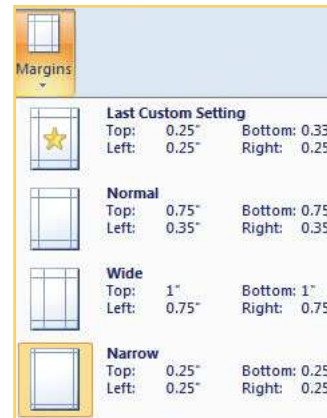 Margins
Last Custom Setting
Top: 0.25" Bottom: 0.33
Left: 0.25" Right: 0.25
Normal
Top: 0.75" Bottom: 0.75
Left: 0.35" Right: 0.35
Wide
Top: 1" Bottom: 1"
Left: 0.75" Right: 0.75
Narrow
Top: 0.25" Bottom: 0.25
Left: 0.25" Right: 0.25